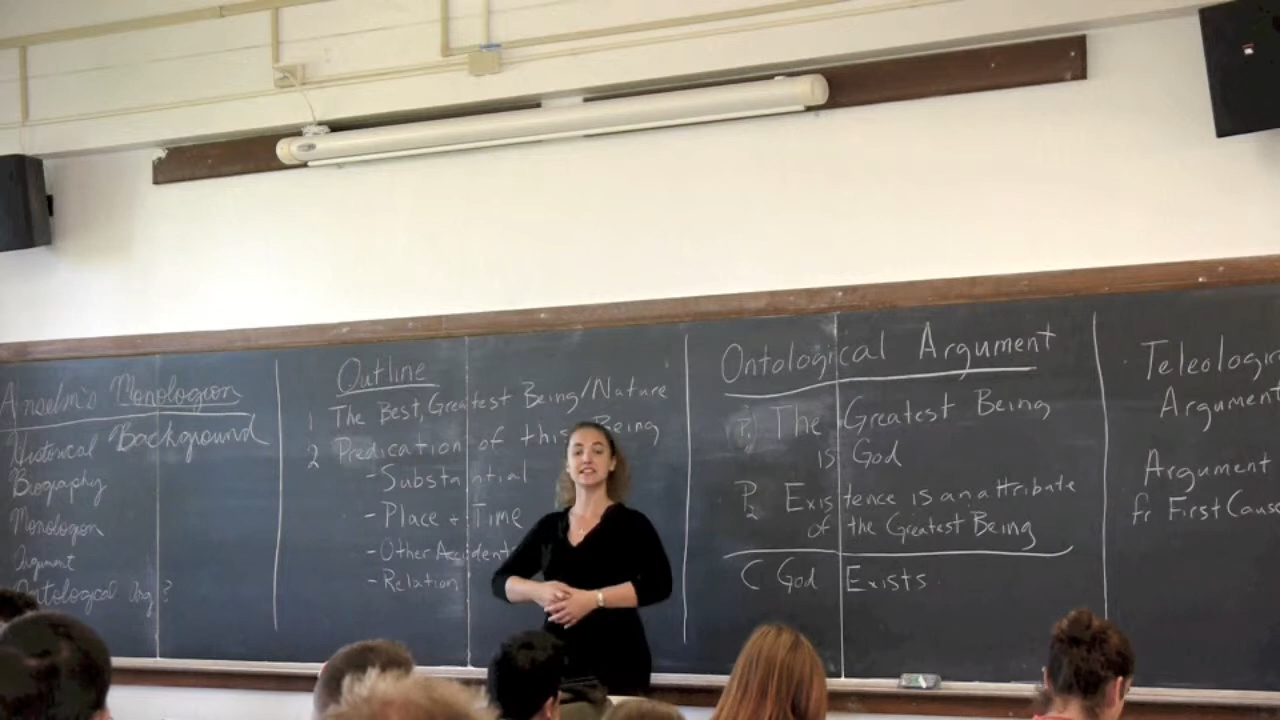 Anselm's Monologion
Historical Background
Biography
Monologion
Argument
Ontological Arg?
Outline
1 The Best, Greatest Being/Nature
2 Predication of this Being
- Substantial
- Place + Time
- Other Accidents
- Relation
Ontological Argument
P1 The Greatest Being
is God
P2 Existence is an attribute
of the Greatest Being
C God Exists
Teleologi
Argument
Argument
fr First Cause